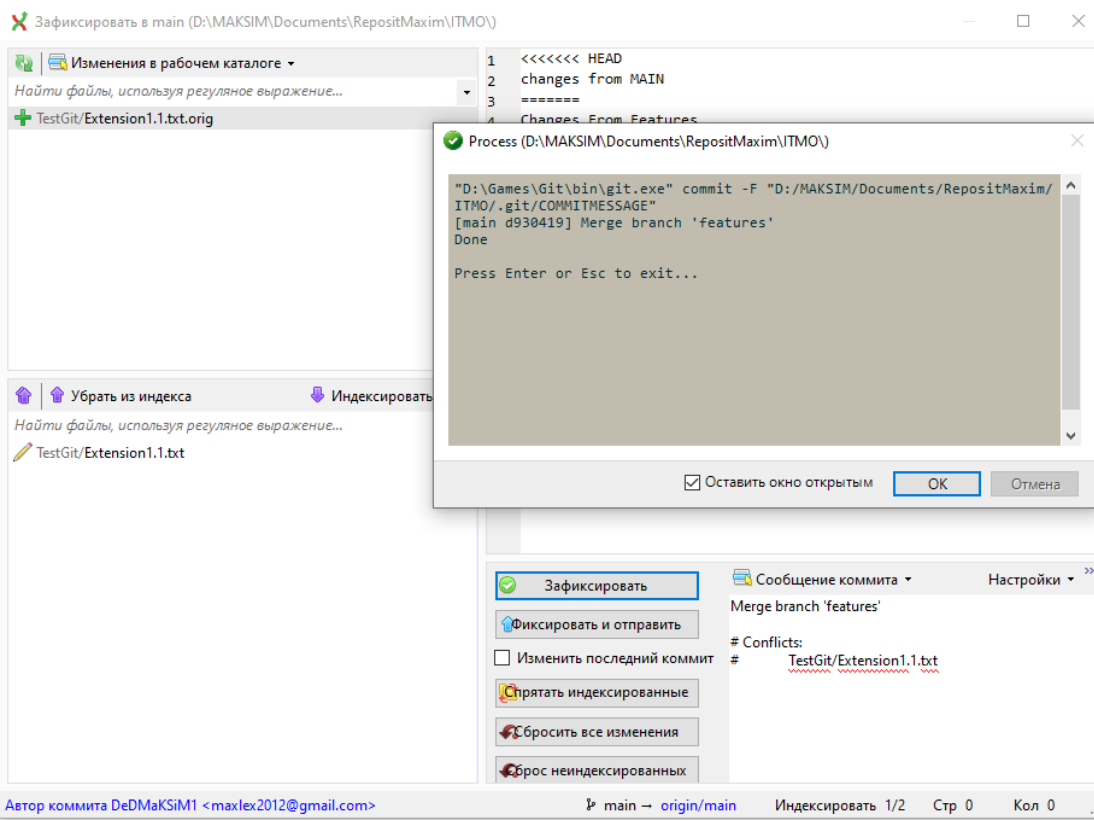 Зафиксировать в main (D:\MAKSIM\Documents\RepositMaxim\ITMO\)
Изменения в рабочем каталоге
Найти файлы, используя регуляное выражение...
TestGit/Extension1.1.txt.orig
1 <<<<<<< HEAD
2 changes from MAIN
3 =======
4 Changes From Features
Process (D:\MAKSIM\Documents\RepositMaxim\ITMO\)
"D:\Games\Git\bin\git.exe" commit -F "D:/MAKSIM/Documents/RepositMaxim/
ITMO/.git/COMMITMESSAGE"
[main d930419] Merge branch 'features'
Done
Press Enter or Esc to exit...
Оставить окно открытым
OK
Отмена
Убрать из индекса
Индексировать
Найти файлы, используя регуляное выражение...
TestGit/Extension1.1.txt
Зафиксировать
Фиксировать и отправить
Изменить последний коммит
Спрятать индексированные
Сбросить все изменения
Сброс неиндексированных
Сообщение коммита
Настройки
Merge branch 'features'
# Conflicts:
# TestGit/Extension1.1.txt
Автор коммита DeDMaKSiM1 <maxlex2012@gmail.com>
main → origin/main
Индексировать 1/2
Стр 0
Кол 0